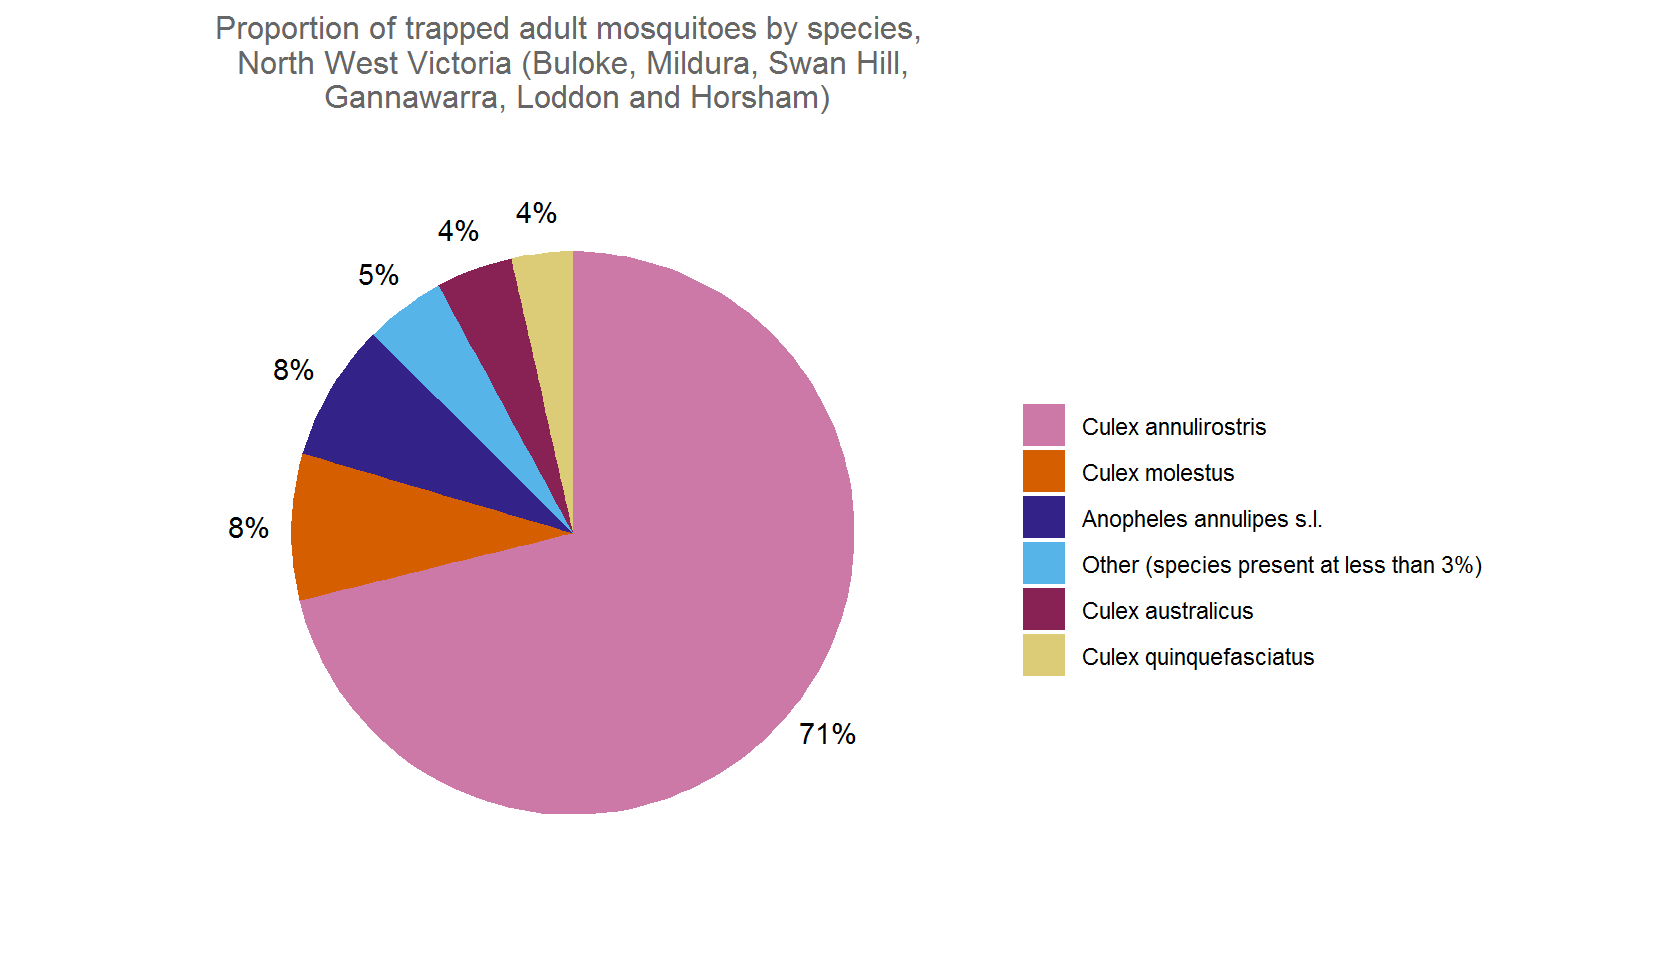 Proportion of trapped adult mosquitoes by species,
North West Victoria (Buloke, Mildura, Swan Hill,
Gannawarra, Loddon and Horsham)
4%
4%
5%
8%
8%
71%
Culex annulirostris
Culex molestus
Anopheles annulipes s.l.
Other (species present at less than 3%)
Culex australicus
Culex quinquefasciatus